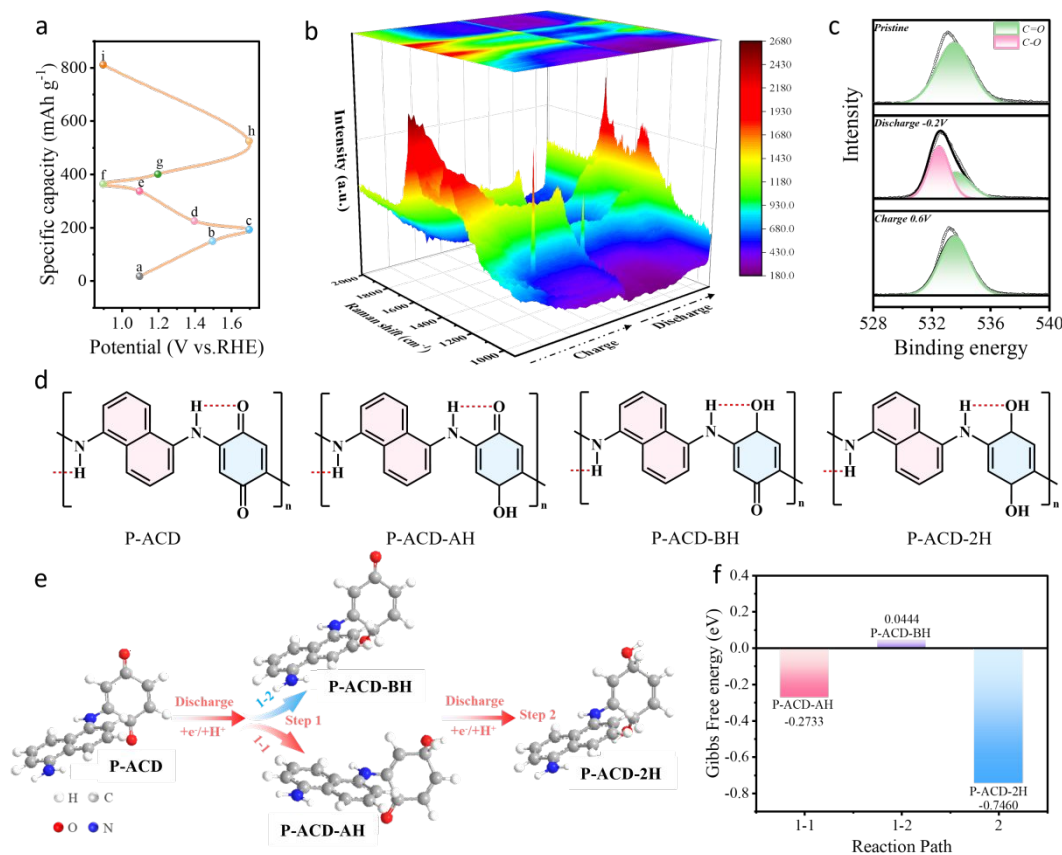 a
Specific capacity (mAh g⁻¹)
800
600
400
200
0
i
h
g
f
e
d
c
b
a
1.0 1.2 1.4 1.6
Potential (V vs.RHE)
b
Intensity (a.u.)
2000
1800
1600
1400
1200
1000
Raman shift (cm⁻¹)
Charge
Discharge
2680
2430
2180
1930
1680
1430
1180
930.0
680.0
430.0
180.0
c
Intensity
Pristine
C=O
C-O
Discharge -0.2V
Charge 0.6V
528 532 536 540
Binding energy
d
N
H
H
N
O
O
n
P-ACD
N
H
H
N
O
OH
n
P-ACD-AH
N
H
H
N
OH
O
n
P-ACD-BH
N
H
H
N
OH
OH
n
P-ACD-2H
e
P-ACD
H C
O N
Discharge
+e⁻/+H⁺
1-2
Step 1
1-1
P-ACD-BH
P-ACD-AH
Discharge
+e⁻/+H⁺
Step 2
P-ACD-2H
f
Gibbs Free energy (eV)
0.4
0.2
0.0
-0.2
-0.4
-0.6
-0.8
P-ACD-AH
-0.2733
0.0444
P-ACD-BH
P-ACD-2H
-0.7460
1-1 1-2 2
Reaction Path